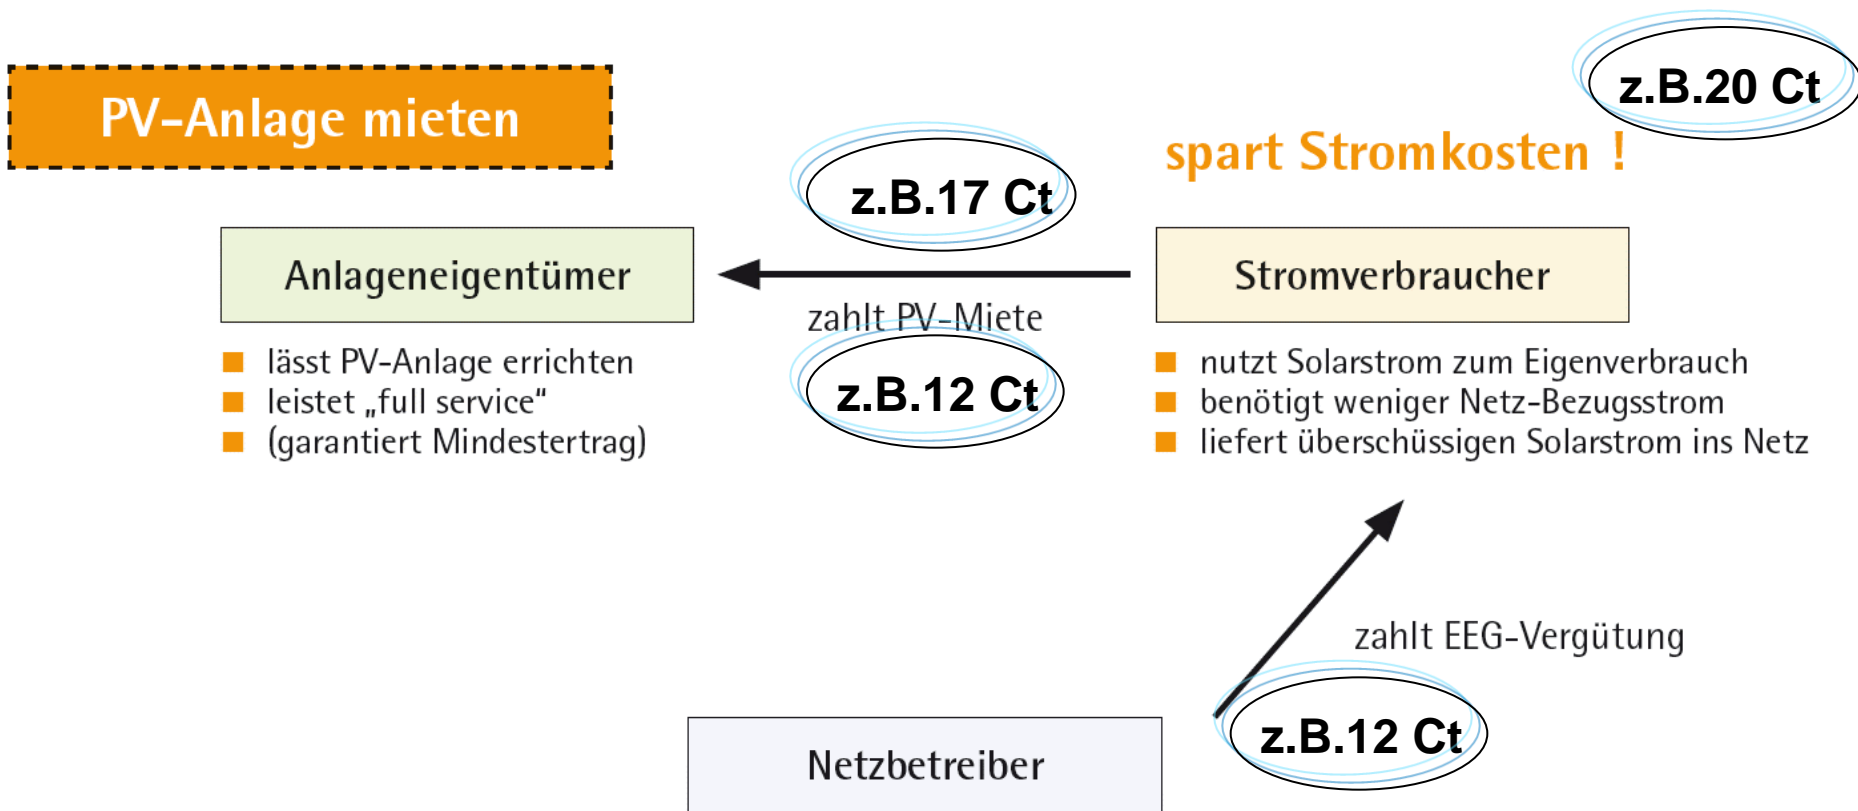 z.B.20 Ct
PV-Anlage mieten
spart Stromkosten !
z.B.17 Ct
Anlageneigentümer
Stromverbraucher
zahlt PV-Miete
z.B.12 Ct
lässt PV-Anlage errichten
leistet „full service“
(garantiert Mindestertrag)
nutzt Solarstrom zum Eigenverbrauch
benötigt weniger Netz-Bezugsstrom
liefert überschüssigen Solarstrom ins Netz
zahlt EEG-Vergütung
z.B.12 Ct
Netzbetreiber